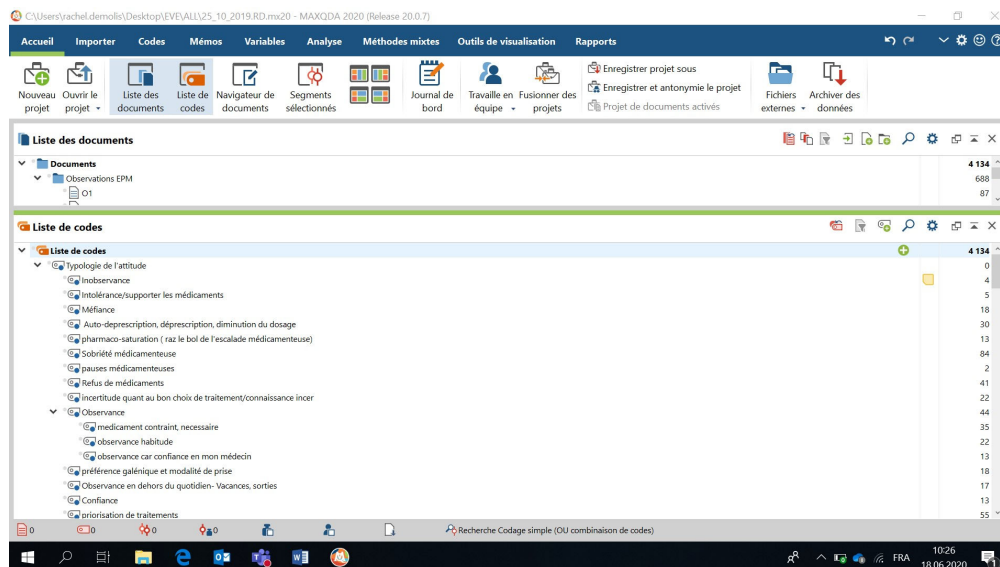 C:\Users\rachel.demolis\Desktop\EVE\ALL\25_10_2019.RD.mx20 - MAXQDA 2020 (Release 20.0.7)
Accueil Importer Codes Mémos Variables Analyse Méthodes mixtes Outils de visualisation Rapports
Nouveau projet
Ouvrir le projet
Liste des documents
Liste de codes
Navigateur de documents
Segments sélectionnés
Journal de bord
Travaille en équipe
Fusionner des projets
Enregistrer projet sous
Enregistrer et antonymie le projet
Projet de documents activés
Fichiers externes
Archiver des données
Liste des documents
Documents 4 134
Observations EPM 688
O1 87
Liste de codes
Liste de codes 4 134
Typologie de l'attitude 0
Inobservance 4
Intolérance/supporter les médicaments 5
Méfiance 18
Auto-deprescription, déprescription, diminution du dosage 30
pharmaco-saturation ( raz le bol de l'escalade médicamenteuse) 13
Sobriété médicamenteuse 84
pauses médicamenteuses 2
Refus de médicaments 41
incertitude quant au bon choix de traitement/connaissance incer 22
Observance 44
medicament contraint, necessaire 35
observance habitude 22
observance car confiance en mon médecin 13
préférence galénique et modalité de prise 18
Observance en dehors du quotidien- Vacances, sorties 17
Confiance 13
priorisation de traitements 55
0 0 0 0 Recherche Codage simple (OU combinaison de codes)
FRA 10:26
18.06.2020 1